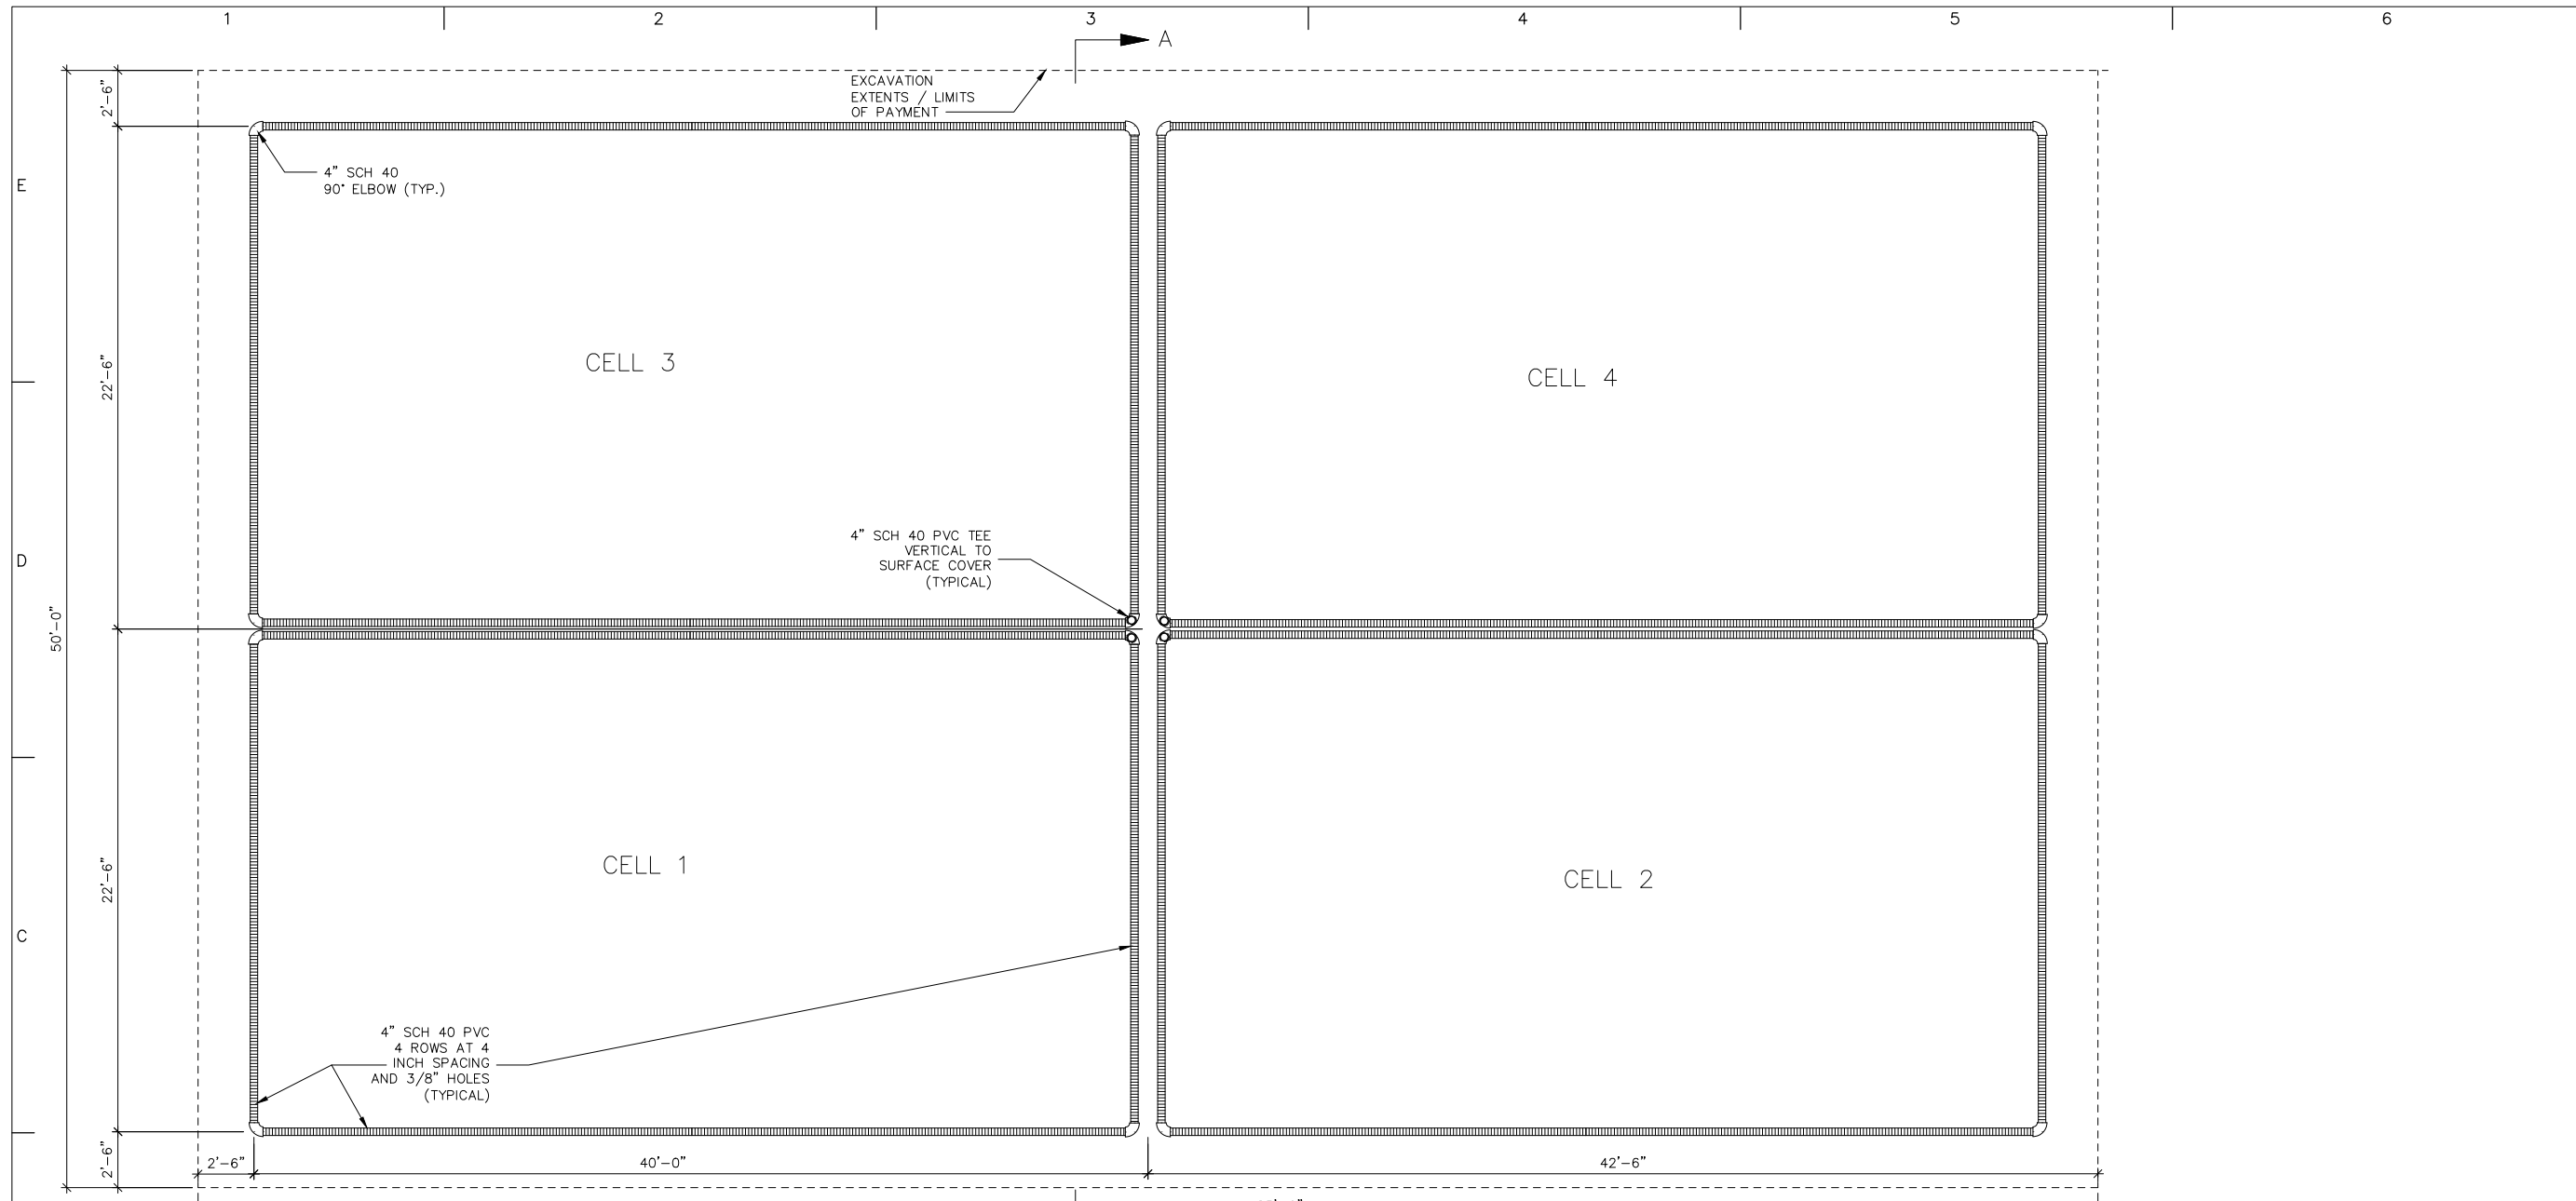 1 2 3 4 5 6
A
2'-6"
EXCAVATION
EXTENTS / LIMITS
OF PAYMENT
E
4" SCH 40
90° ELBOW (TYP.)
22'-6"
CELL 3
CELL 4
D
4" SCH 40 PVC TEE
VERTICAL TO
SURFACE COVER
(TYPICAL)
50'-0"
22'-6"
CELL 1
CELL 2
C
4" SCH 40 PVC
4 ROWS AT 4
INCH SPACING
AND 3/8" HOLES
(TYPICAL)
2'-6"
2'-6"
40'-0"
42'-6"